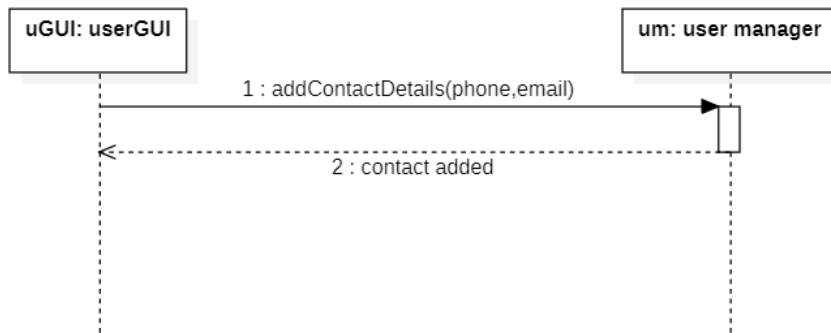 uGUI: userGUI
um: user manager
1 : addContactDetails(phone,email)
2 : contact added